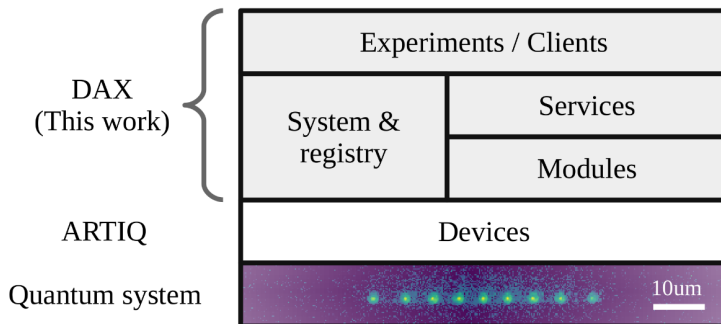 Experiments / Clients
DAX
(This work)
System &
registry
Services
Modules
ARTIQ
Devices
Quantum system
10um